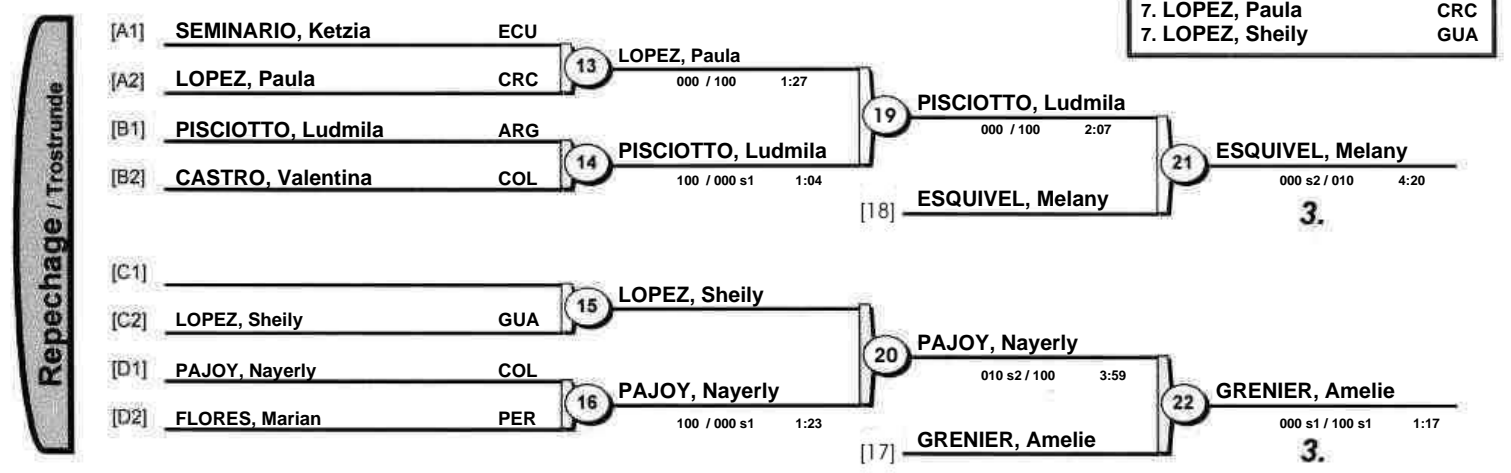 7. LOPEZ, Paula CRC
7. LOPEZ, Sheily GUA
Repechage / Trostrunde
[A1] SEMINARIO, Ketzia ECU
[A2] LOPEZ, Paula CRC
13
LOPEZ, Paula
000 / 100 1:27
[B1] PISCIOTTO, Ludmila ARG
[B2] CASTRO, Valentina COL
14
PISCIOTTO, Ludmila
100 / 000 s1 1:04
19
PISCIOTTO, Ludmila
000 / 100 2:07
[18] ESQUIVEL, Melany
21
ESQUIVEL, Melany
000 s2 / 010 4:20
3.
[C1]
[C2] LOPEZ, Sheily GUA
15
LOPEZ, Sheily
[D1] PAJOY, Nayerly COL
[D2] FLORES, Marian PER
16
PAJOY, Nayerly
100 / 000 s1 1:23
20
PAJOY, Nayerly
010 s2 / 100 3:59
[17] GRENIER, Amelie
22
GRENIER, Amelie
000 s1 / 100 s1 1:17
3.